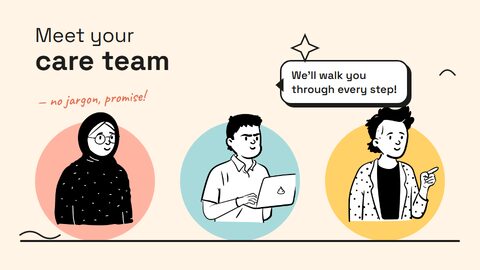 Meet your
care team
— no jargon, promise!
We'll walk you
through every step!